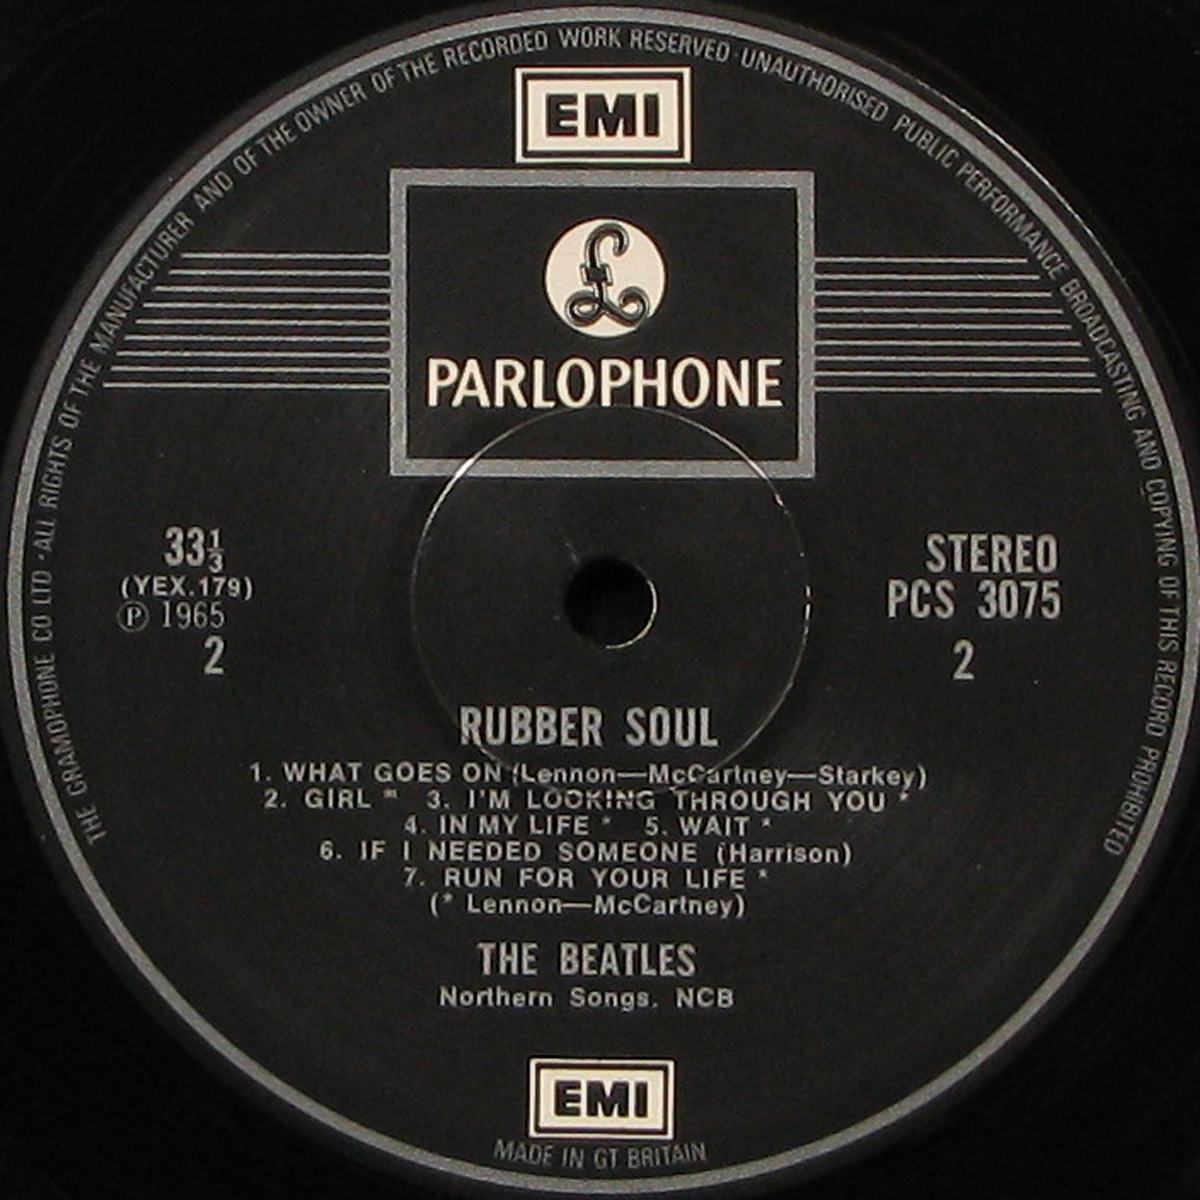 THE GRAMOPHONE CO LTD · ALL RIGHTS OF THE MANUFACTURER AND OF THE OWNER OF THE RECORDED WORK RESERVED · UNAUTHORISED PUBLIC PERFORMANCE BROADCASTING AND COPYING OF THIS RECORD PROHIBITED
EMI
£
PARLOPHONE
33⅓
(YEX.179)
℗ 1965
2
STEREO
PCS 3075
2
RUBBER SOUL
1. WHAT GOES ON (Lennon—McCartney—Starkey)
2. GIRL * 3. I'M LOOKING THROUGH YOU *
4. IN MY LIFE * 5. WAIT *
6. IF I NEEDED SOMEONE (Harrison)
7. RUN FOR YOUR LIFE *
(* Lennon—McCartney)
THE BEATLES
Northern Songs. NCB
EMI
MADE IN GT BRITAIN